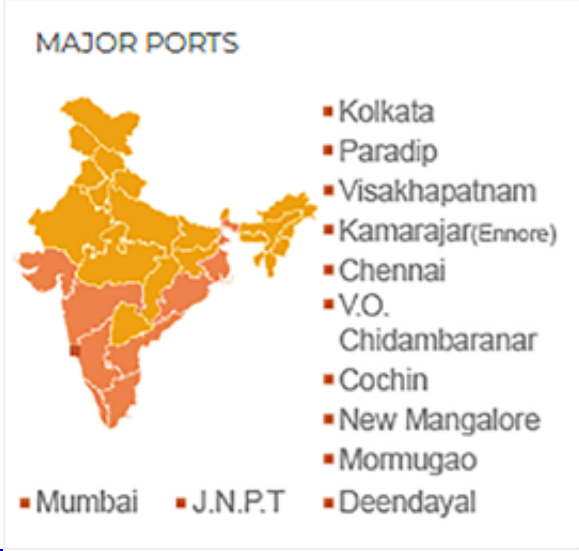 MAJOR PORTS
Kolkata
Paradip
Visakhapatnam
Kamarajar(Ennore)
Chennai
V.O.
Chidambaranar
Cochin
New Mangalore
Mormugao
Mumbai J.N.P.T Deendayal